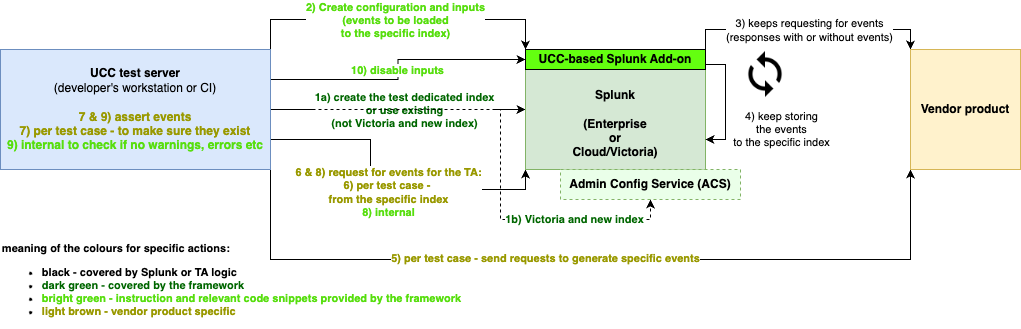 2) Create configuration and inputs
(events to be loaded
to the specific index)
3) keeps requesting for events
(responses with or without events)
UCC test server
(developer's workstation or CI)
7 & 9) assert events
7) per test case - to make sure they exist
9) internal to check if no warnings, errors etc
10) disable inputs
1a) create the test dedicated index
or use existing
(not Victoria and new index)
UCC-based Splunk Add-on
Splunk
(Enterprise
or
Cloud/Victoria)
Vendor product
4) keep storing
the events
to the specific index
6 & 8) request for events for the TA:
6) per test case -
from the specific index
8) internal
Admin Config Service (ACS)
1b) Victoria and new index
5) per test case - send requests to generate specific events
meaning of the colours for specific actions:
• black - covered by Splunk or TA logic
• dark green - covered by the framework
• bright green - instruction and relevant code snippets provided by the framework
• light brown - vendor product specific